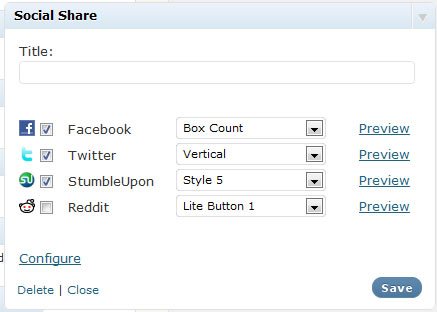 Social Share
Title:
Facebook Box Count Preview
Twitter Vertical Preview
StumbleUpon Style 5 Preview
Reddit Lite Button 1 Preview
Configure
Delete | Close Save